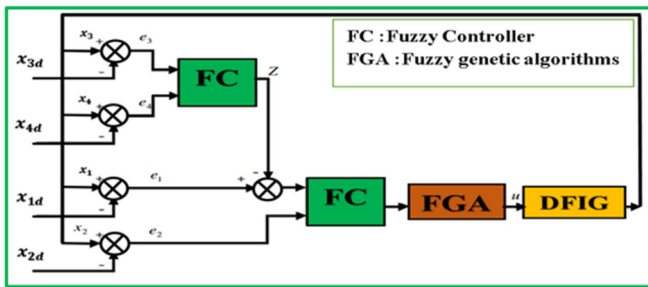 FC : Fuzzy Controller
FGA : Fuzzy genetic algorithms
x3 + e3
x3d -
FC Z
x4 + e4
x4d -
x1 + e1 + -
x1d -
FC FGA u DFIG
x2 + e2
x2d -